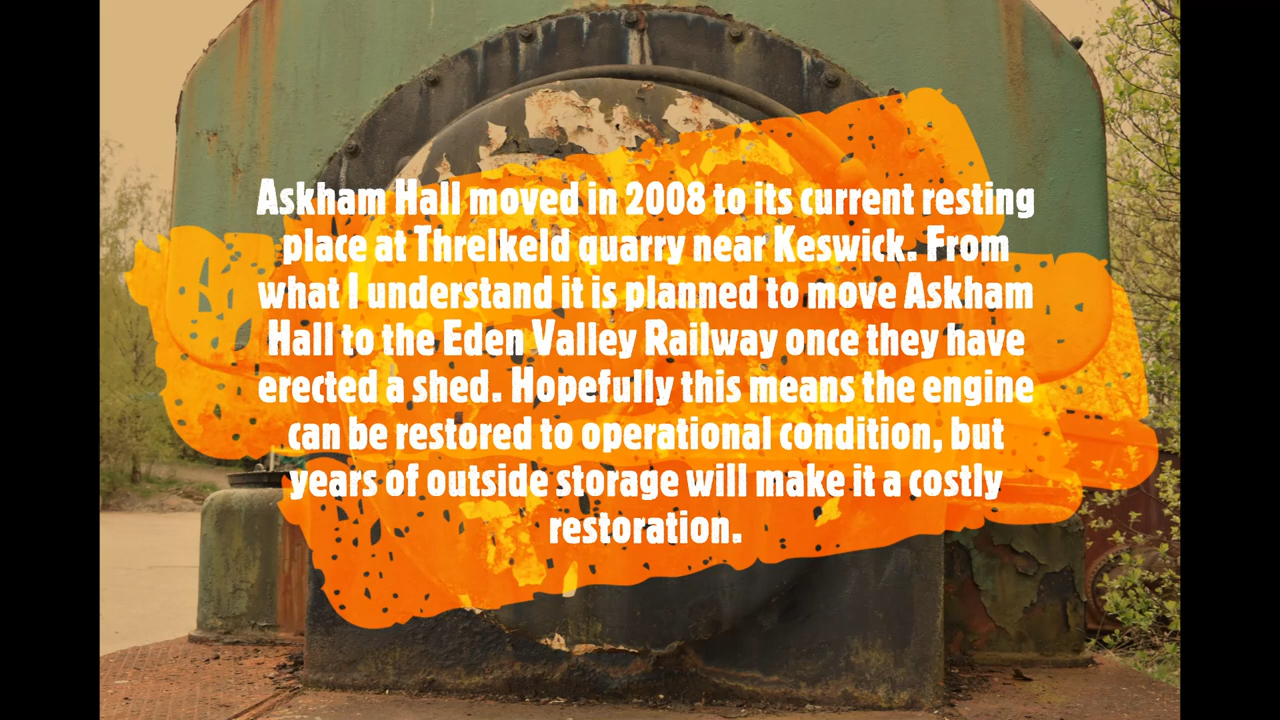 Askham Hall moved in 2008 to its current resting
place at Threlkeld quarry near Keswick. From
what I understand it is planned to move Askham
Hall to the Eden Valley Railway once they have
erected a shed. Hopefully this means the engine
can be restored to operational condition, but
years of outside storage will make it a costly
restoration.